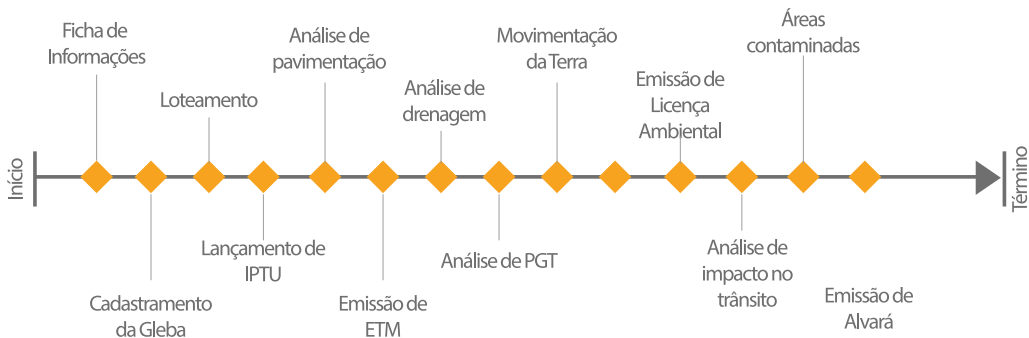 Início
Ficha de
Informações
Cadastramento
da Gleba
Loteamento
Lançamento de
IPTU
Análise de
pavimentação
Emissão de
ETM
Análise de
drenagem
Análise de PGT
Movimentação
da Terra
Emissão de
Licença
Ambiental
Análise de
impacto no
trânsito
Áreas
contaminadas
Emissão de
Alvará
Término